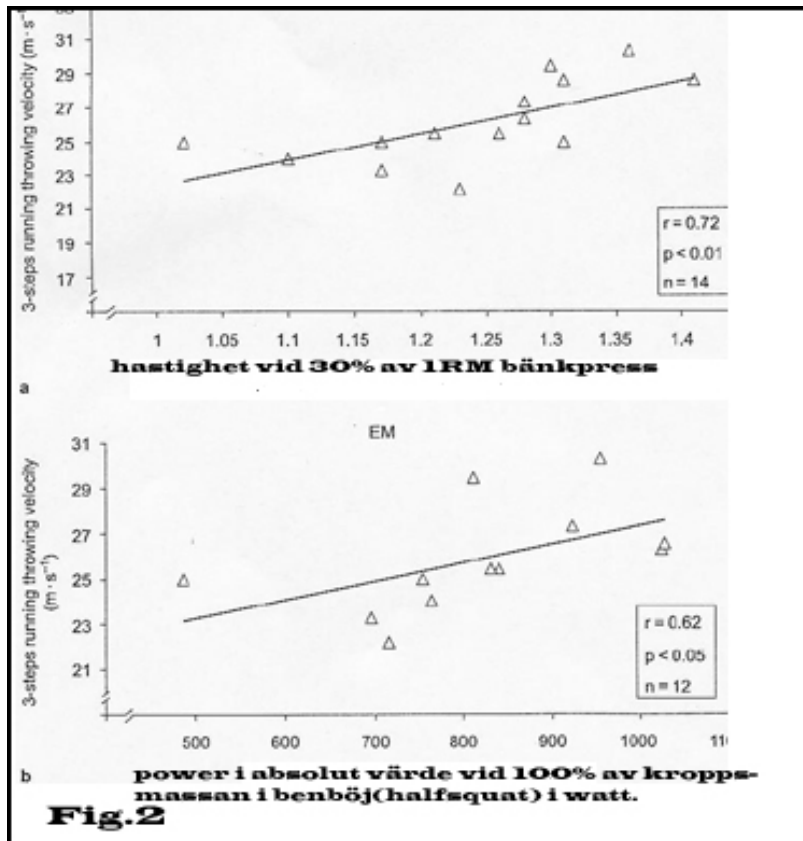 33
3-steps running throwing velocity (m · s⁻¹)
31
29
27
25
23
21
19
17
r = 0.72
p < 0.01
n = 14
1 1.05 1.1 1.15 1.2 1.25 1.3 1.35 1.4
hastighet vid 30% av 1RM bänkpress
a
EM
3-steps running throwing velocity
(m · s⁻¹)
31
29
27
25
23
21
r = 0.62
p < 0.05
n = 12
500 600 700 800 900 1000
b
power i absolut värde vid 100% av kropps-
massan i benböj(halfsquat) i watt.
Fig.2